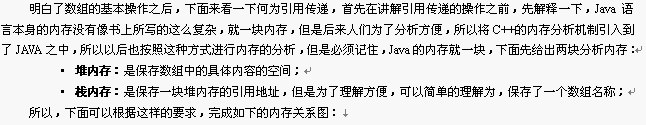 明白了数组的基本操作之后，下面来看一下何为引用传递，首先在讲解引用传递的操作之前，先解释一下，Java 语
言本身的内存没有像书上所写的这么复杂，就一块内存，但是后来人们为了分析方便，所以将 C++的内存分析机制引入到
了 JAVA 之中，所以以后也按照这种方式进行内存的分析，但是必须记住，Java的内存就一块，下面先给出两块分析内存：
• 堆内存：是保存数组中的具体内容的空间；
• 栈内存：是保存一块堆内存的引用地址，但是为了理解方便，可以简单的理解为，保存了一个数组名称；
所以，下面可以根据这样的要求，完成如下的内存关系图：↓